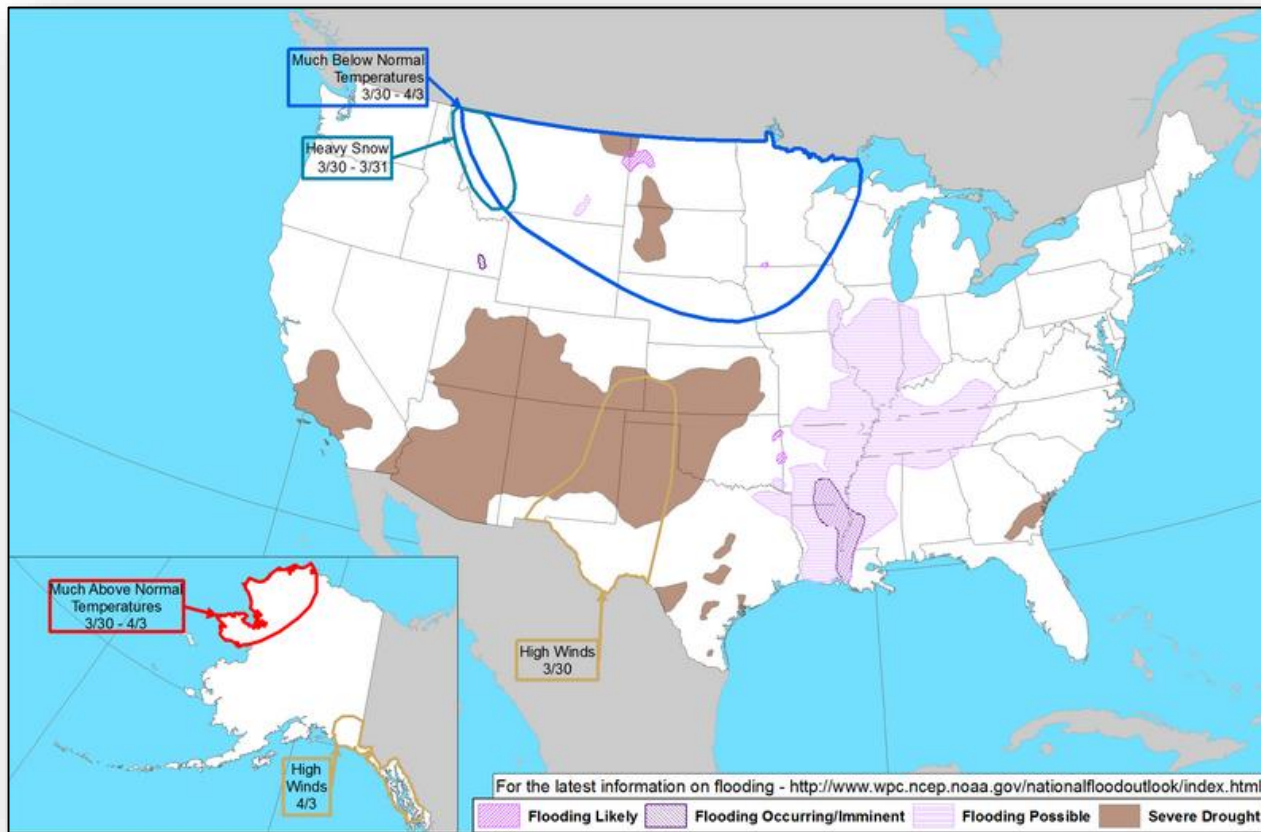 Much Below Normal
Temperatures
3/30 - 4/3
Heavy Snow
3/30 - 3/31
Much Above Normal
Temperatures
3/30 - 4/3
High Winds
3/30
High
Winds
4/3
For the latest information on flooding - http://www.wpc.ncep.noaa.gov/nationalfloodoutlook/index.html
Flooding Likely Flooding Occurring/Imminent Flooding Possible Severe Drought